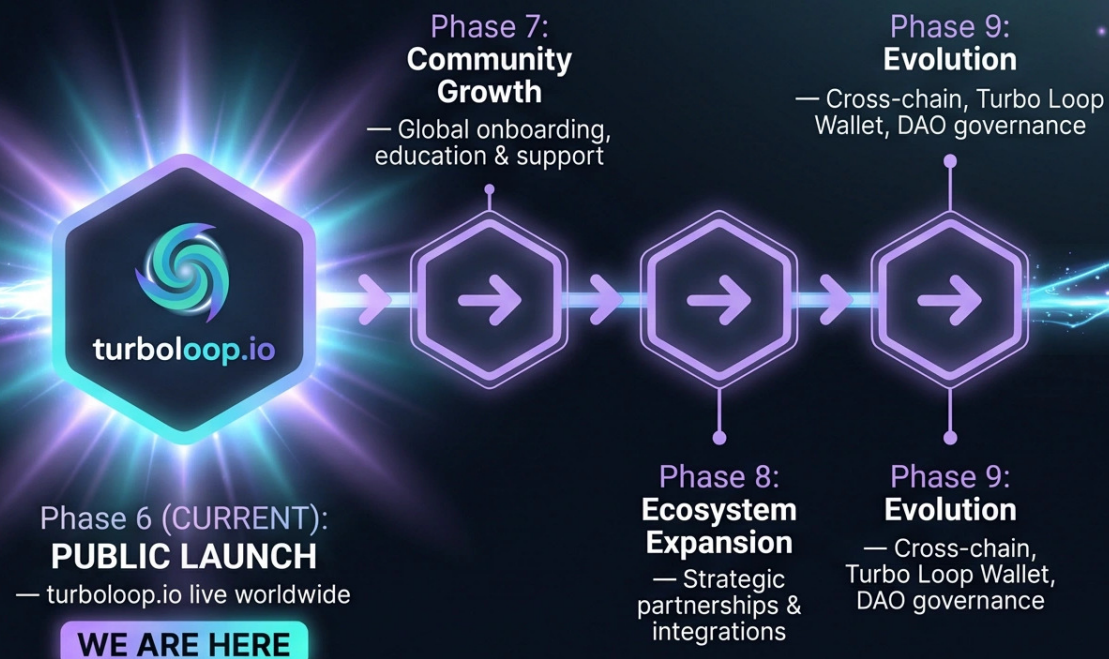 Phase 7:
Community
Growth
— Global onboarding,
education & support
Phase 9:
Evolution
— Cross-chain, Turbo Loop
Wallet, DAO governance
turboloop.io
Phase 6 (CURRENT):
PUBLIC LAUNCH
— turboloop.io live worldwide
WE ARE HERE
Phase 8:
Ecosystem
Expansion
— Strategic
partnerships &
integrations
Phase 9:
Evolution
— Cross-chain,
Turbo Loop Wallet,
DAO governance